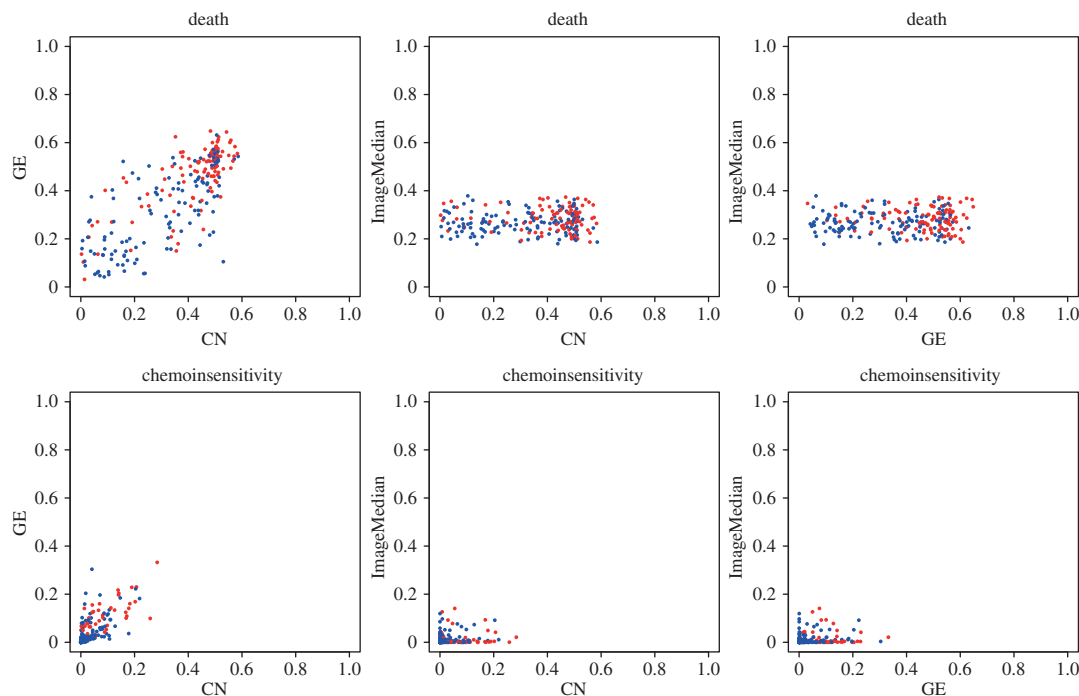 death death death
1.0 1.0 1.0
0.8 0.8 0.8
0.6 0.6 0.6
GE ImageMedian ImageMedian
0.4 0.4 0.4
0.2 0.2 0.2
0 0 0
0 0.2 0.4 0.6 0.8 1.0 0 0.2 0.4 0.6 0.8 1.0 0 0.2 0.4 0.6 0.8 1.0
CN CN GE
chemoinsensitivity chemoinsensitivity chemoinsensitivity
1.0 1.0 1.0
0.8 0.8 0.8
0.6 0.6 0.6
GE ImageMedian ImageMedian
0.4 0.4 0.4
0.2 0.2 0.2
0 0 0
0 0.2 0.4 0.6 0.8 1.0 0 0.2 0.4 0.6 0.8 1.0 0 0.2 0.4 0.6 0.8 1.0
CN CN GE